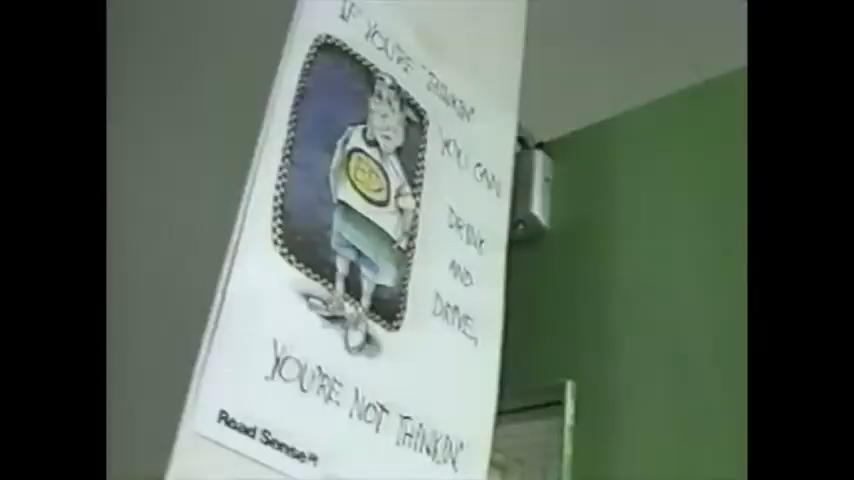 IF YOU'RE THINKIN'
YOU CAN
DRINK
AND
DRIVE,
YOU'RE NOT THINKIN'
Road Sense